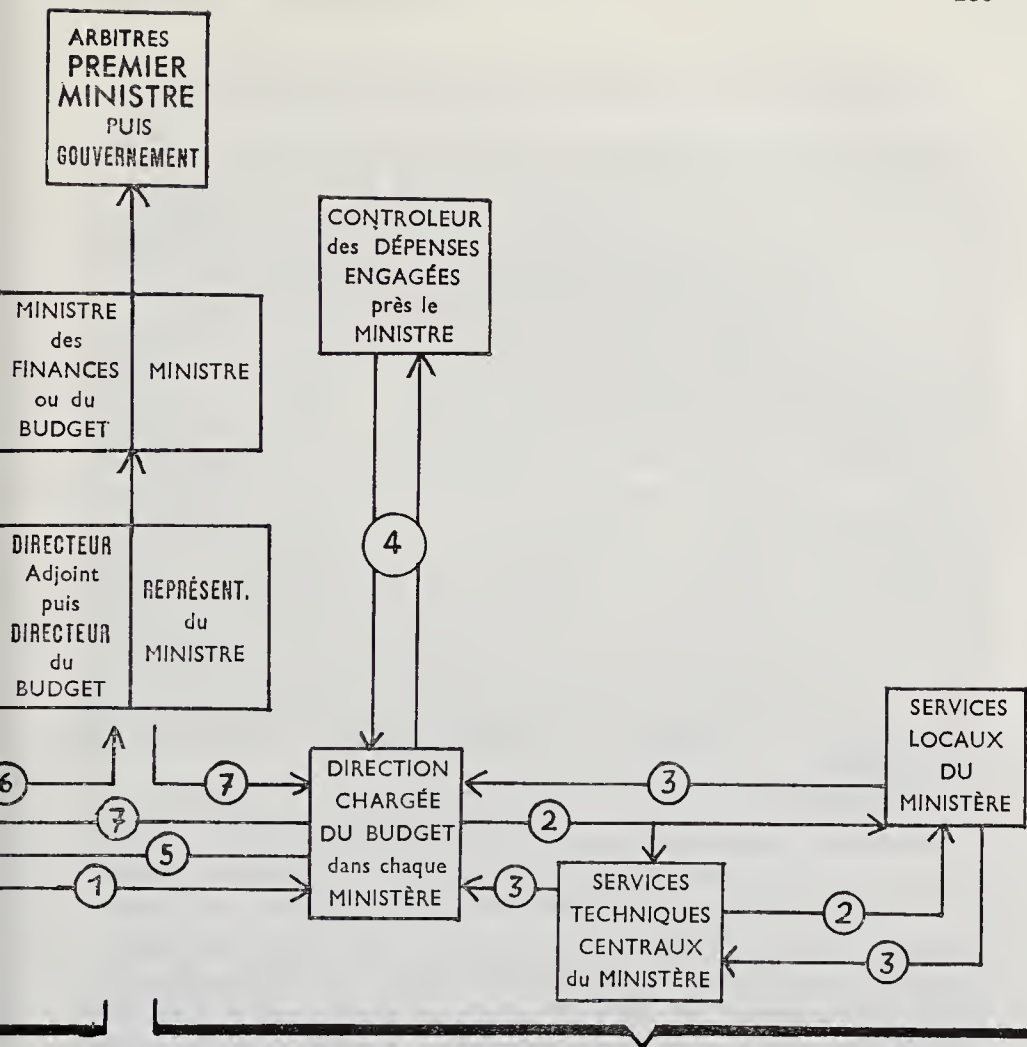 ARBITRES
PREMIER
MINISTRE
PUIS
GOUVERNEMENT
CONTROLEUR
des DÉPENSES
ENGAGÉES
près le
MINISTRE
MINISTRE
des
FINANCES
ou du
BUDGET
MINISTRE
4
DIRECTEUR
Adjoint
puis
DIRECTEUR
du
BUDGET
REPRÉSENT.
du
MINISTRE
6
7
7
5
1
DIRECTION
CHARGÉE
DU BUDGET
dans chaque
MINISTÈRE
3
2
3
SERVICES
LOCAUX
DU
MINISTÈRE
SERVICES
TECHNIQUES
CENTRAUX
du MINISTÈRE
2
3